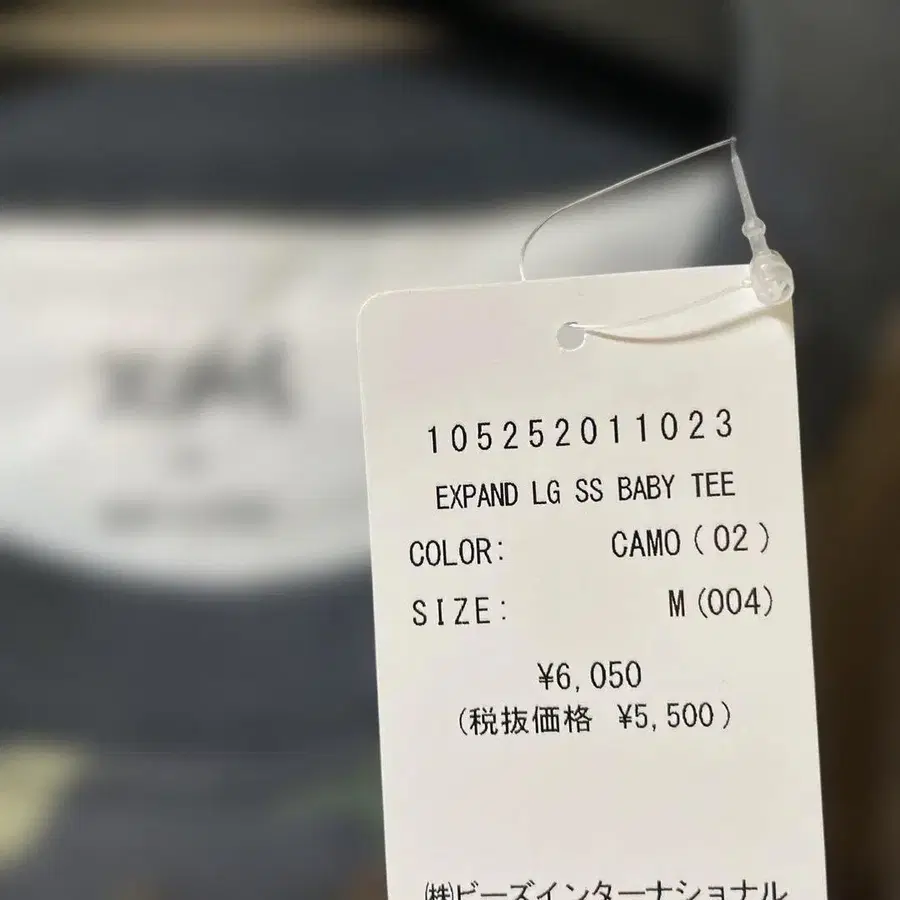 105252011023
EXPAND LG SS BABY TEE
COLOR: CAMO(02)
SIZE: M(004)
¥6,050
(税抜価格 ¥5,500)
㈱ビーズインターナショナル